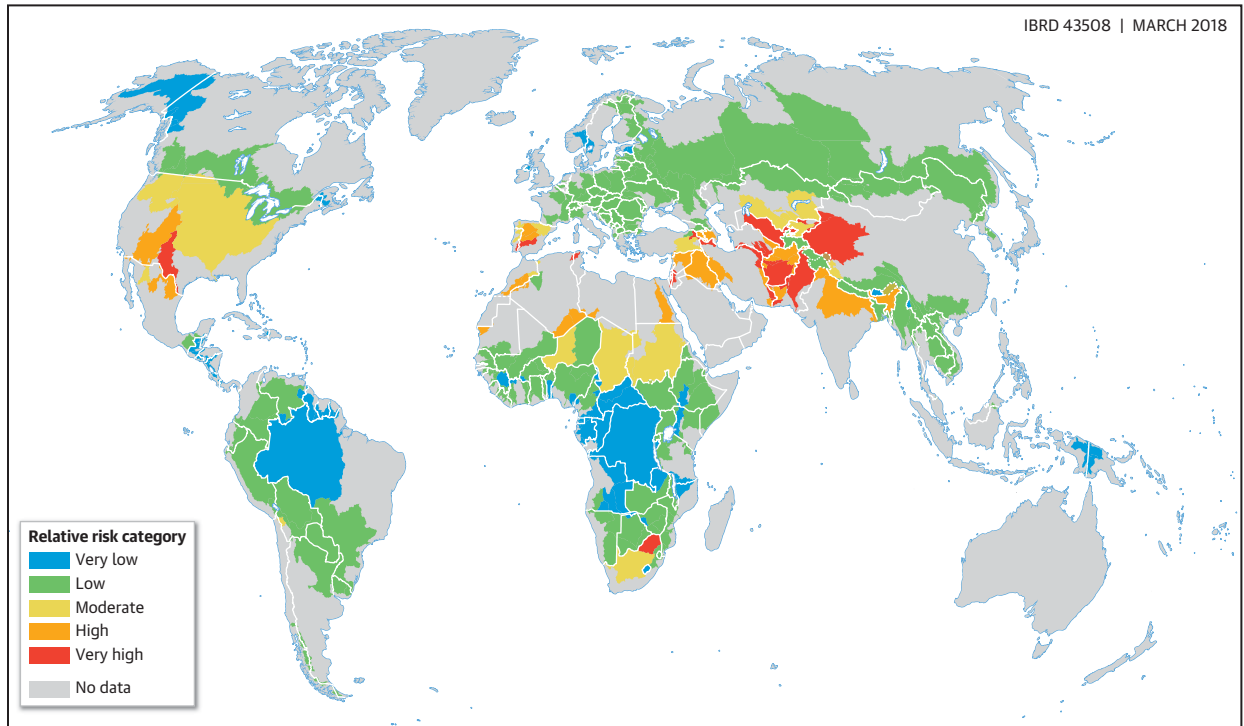 IBRD 43508 | MARCH 2018
Relative risk category
Very low
Low
Moderate
High
Very high
No data